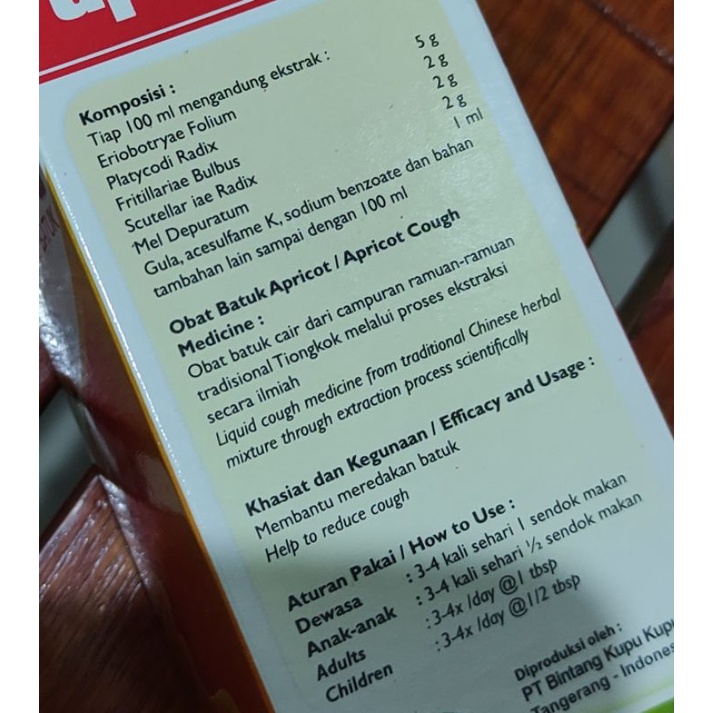 Komposisi :
Tiap 100 ml mengandung ekstrak :
Eriobotryae Folium 5 g
Platycodi Radix 2 g
Fritillariae Bulbus 2 g
Scutellar iae Radix 2 g
Mel Depuratum 1 ml
Gula, acesulfame K, sodium benzoate dan bahan
tambahan lain sampai dengan 100 ml
Obat Batuk Apricot / Apricot Cough
Medicine :
Obat batuk cair dari campuran ramuan-ramuan
tradisional Tiongkok melalui proses ekstraksi
secara ilmiah
Liquid cough medicine from traditional Chinese herbal
mixture through extraction process scientifically
Khasiat dan Kegunaan / Efficacy and Usage :
Membantu meredakan batuk
Help to reduce cough
Aturan Pakai / How to Use :
Dewasa : 3-4 kali sehari 1 sendok makan
Anak-anak : 3-4 kali sehari ½ sendok makan
Adults : 3-4x /day @1 tbsp
Children : 3-4x /day @1/2 tbsp
Diproduksi oleh :
PT Bintang Kupu Kupu
Tangerang - Indones